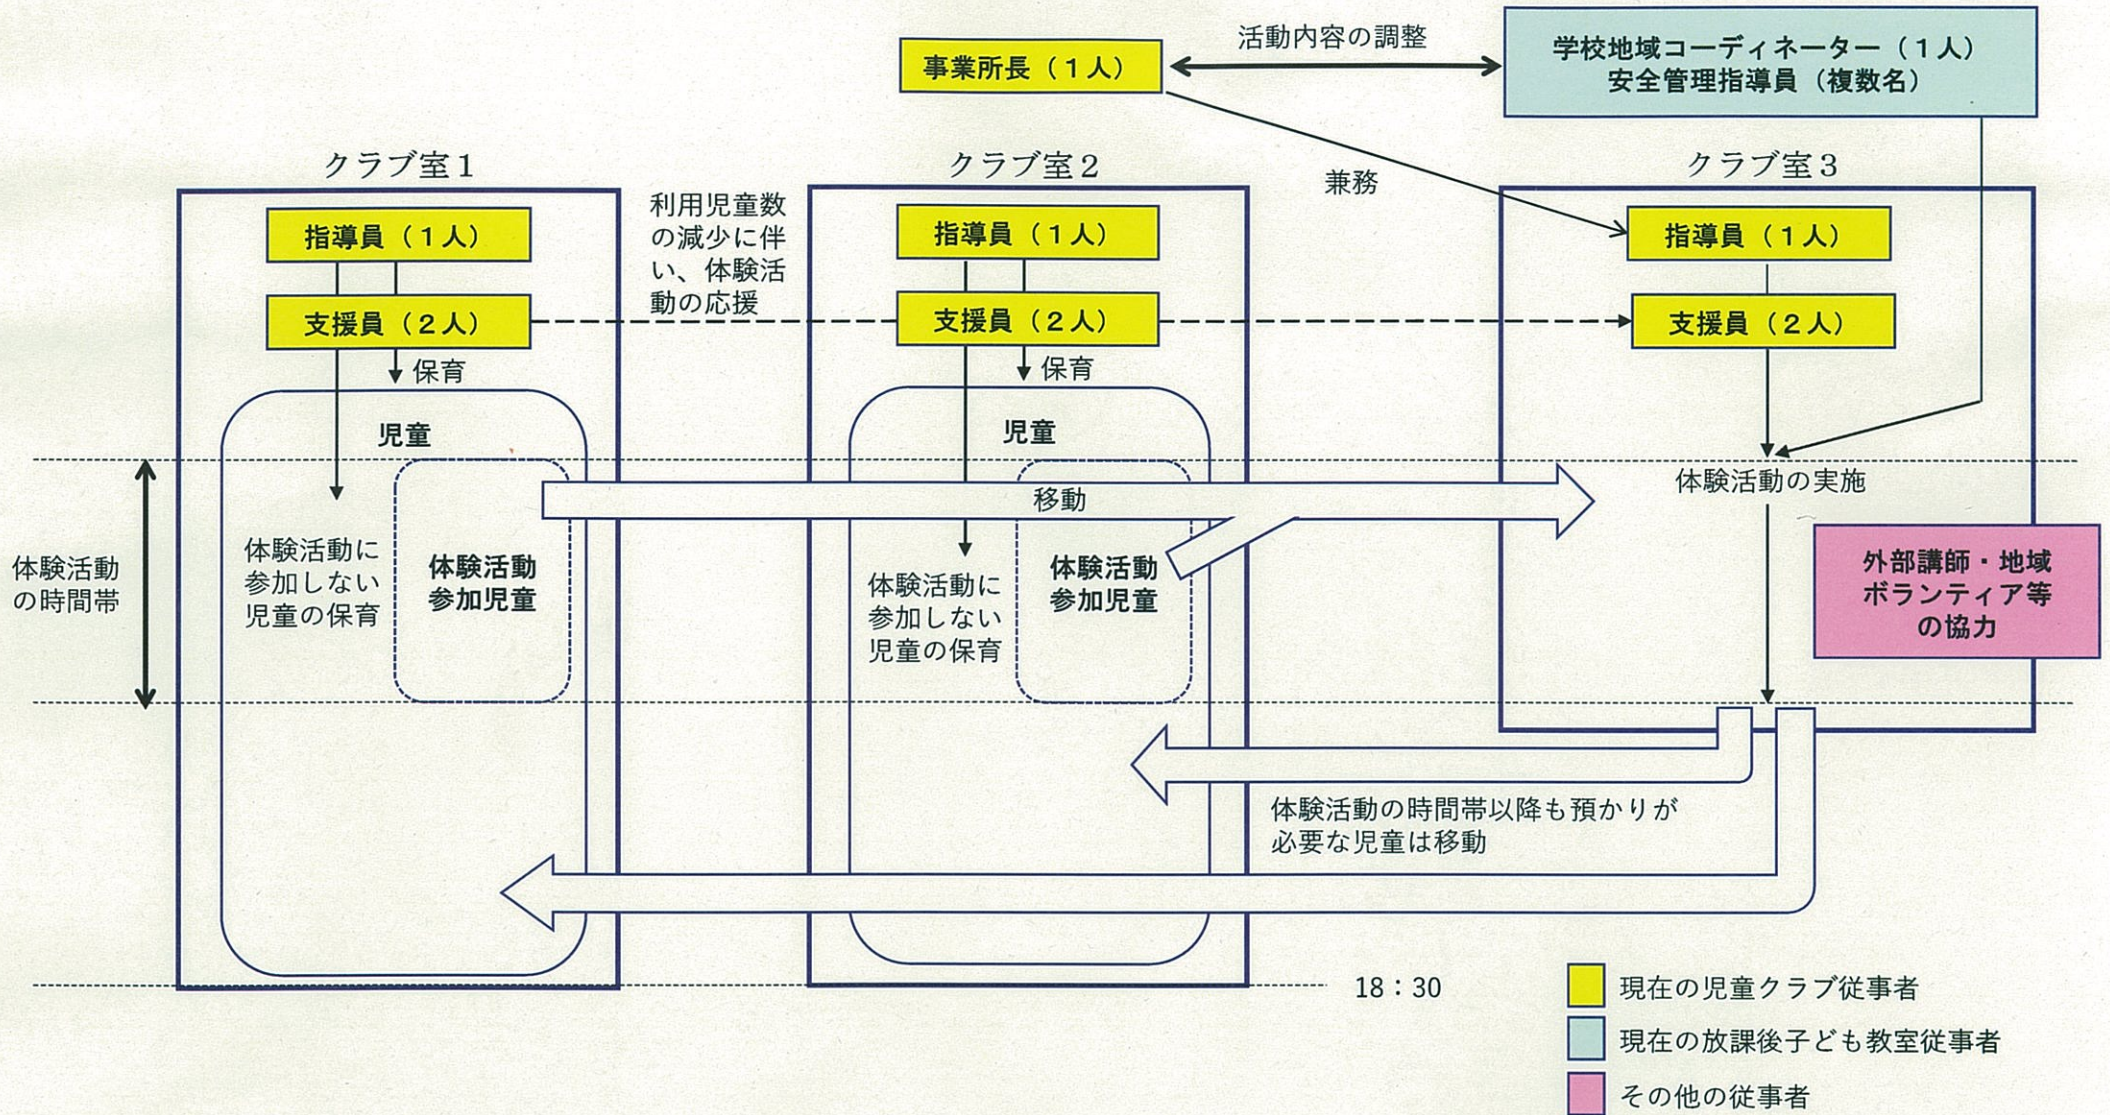 事業所長（１人）
活動内容の調整
学校地域コーディネーター（１人）
安全管理指導員（複数名）
兼務
クラブ室１
クラブ室２
クラブ室３
指導員（１人）
支援員（２人）
保育
利用児童数
の減少に伴
い、体験活
動の応援
指導員（１人）
支援員（２人）
保育
指導員（１人）
支援員（２人）
児童
児童
体験活動
の時間帯
体験活動に
参加しない
児童の保育
体験活動
参加児童
移動
体験活動に
参加しない
児童の保育
体験活動
参加児童
体験活動の実施
外部講師・地域
ボランティア等
の協力
体験活動の時間帯以降も預かりが
必要な児童は移動
18：30
現在の児童クラブ従事者
現在の放課後子ども教室従事者
その他の従事者